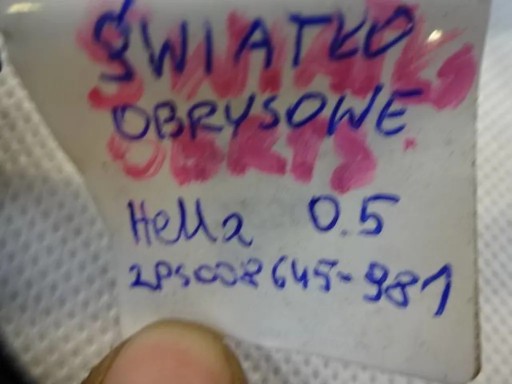 ŚWIATŁO
OBRYSOWE
Hella 0.5
2PS008645-981